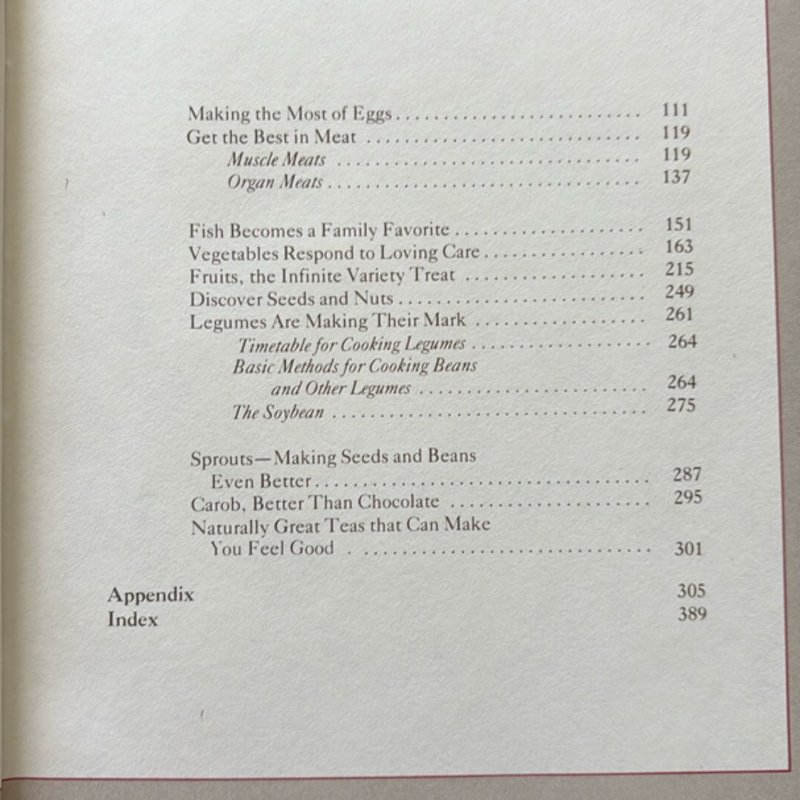 Making the Most of Eggs.......................... 111
Get the Best in Meat .......................... 119
Muscle Meats .......................... 119
Organ Meats.......................... 137
Fish Becomes a Family Favorite.................. 151
Vegetables Respond to Loving Care............... 163
Fruits, the Infinite Variety Treat ................. 215
Discover Seeds and Nuts........................ 249
Legumes Are Making Their Mark ................ 261
Timetable for Cooking Legumes ................. 264
Basic Methods for Cooking Beans
and Other Legumes ...................... 264
The Soybean ............................. 275
Sprouts—Making Seeds and Beans
Even Better.............................. 287
Carob, Better Than Chocolate ................... 295
Naturally Great Teas that Can Make
You Feel Good . .......................... 301
Appendix 305
Index 389